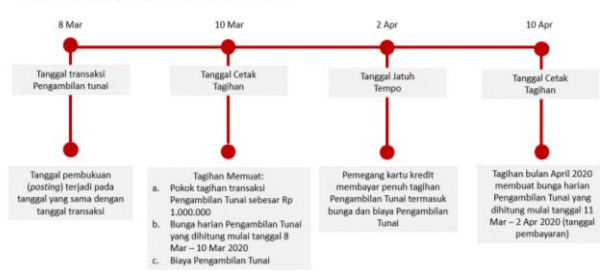 8 Mar
10 Mar
2 Apr
10 Apr
Tanggal transaksi
Pengambilan tunai
Tanggal Cetak
Tagihan
Tanggal Jatuh
Tempo
Tanggal Cetak
Tagihan
Tanggal pembukuan
(posting) terjadi pada
tanggal yang sama dengan
tanggal transaksi
Tagihan Memuat:
a. Pokok tagihan transaksi
Pengambilan Tunai sebesar Rp
1.000.000
b. Bunga harian Pengambilan Tunai
yang dihitung mulai tanggal 8
Mar – 10 Mar 2020
c. Biaya Pengambilan Tunai
Pemegang kartu kredit
membayar penuh tagihan
Pengambilan Tunai termasuk
bunga dan biaya Pengambilan
Tunai
Tagihan bulan April 2020
membuat bunga harian
Pengambilan Tunai yang
dihitung mulai tanggal 11
Mar – 2 Apr 2020 (tanggal
pembayaran)